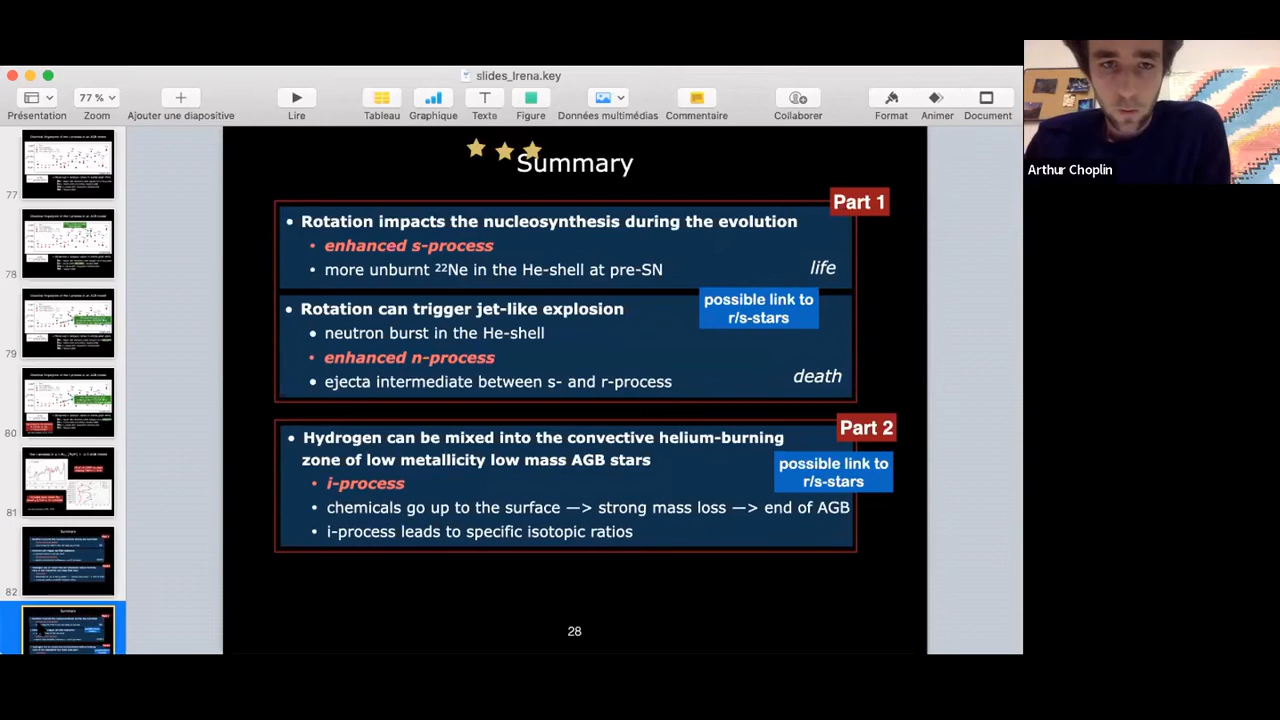 slides_Irena.key
77 %
Présentation Zoom Ajouter une diapositive Lire Tableau Graphique Texte Figure Données multimédias Commentaire Collaborer Format Animer Document
Arthur Choplin
77
78
79
80
81
82
Summary
Part 1
• Rotation impacts the nucleosynthesis during the evolution
• enhanced s-process
• more unburnt ²²Ne in the He-shell at pre-SN
life
possible link to
r/s-stars
• Rotation can trigger jet-like explosion
• neutron burst in the He-shell
• enhanced n-process
• ejecta intermediate between s- and r-process
death
Part 2
• Hydrogen can be mixed into the convective helium-burning
zone of low metallicity low mass AGB stars
possible link to
r/s-stars
• i-process
• chemicals go up to the surface —> strong mass loss —> end of AGB
• i-process leads to specific isotopic ratios
28